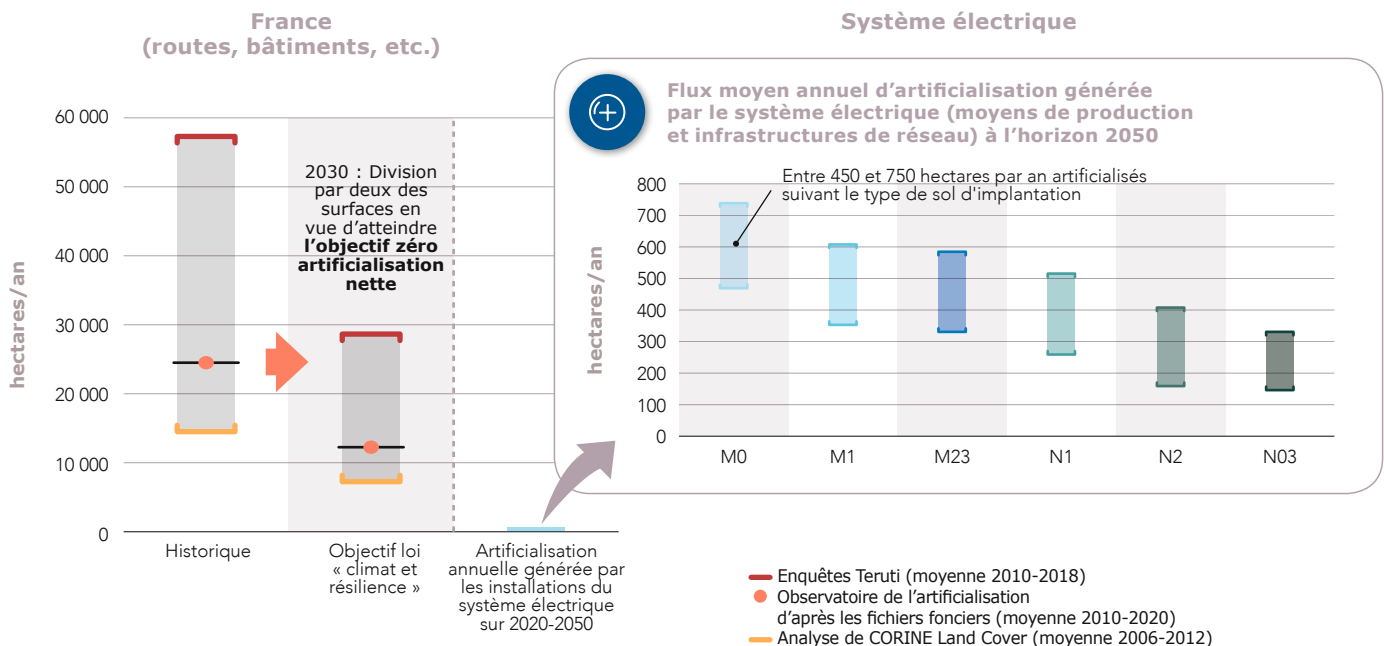 France
(routes, bâtiments, etc.)
hectares/an
60 000
50 000
40 000
30 000
20 000
10 000
0
2030 : Division
par deux des
surfaces en
vue d'atteindre
l'objectif zéro
artificialisation
nette
Historique
Objectif loi
« climat et
résilience »
Artificialisation
annuelle générée par
les installations du
système électrique
sur 2020-2050
Système électrique
Flux moyen annuel d'artificialisation générée
par le système électrique (moyens de production
et infrastructures de réseau) à l'horizon 2050
hectares/an
800
700
600
500
400
300
200
100
0
Entre 450 et 750 hectares par an artificialisés
suivant le type de sol d'implantation
M0
M1
M23
N1
N2
N03
Enquêtes Teruti (moyenne 2010-2018)
Observatoire de l'artificialisation
d'après les fichiers fonciers (moyenne 2010-2020)
Analyse de CORINE Land Cover (moyenne 2006-2012)